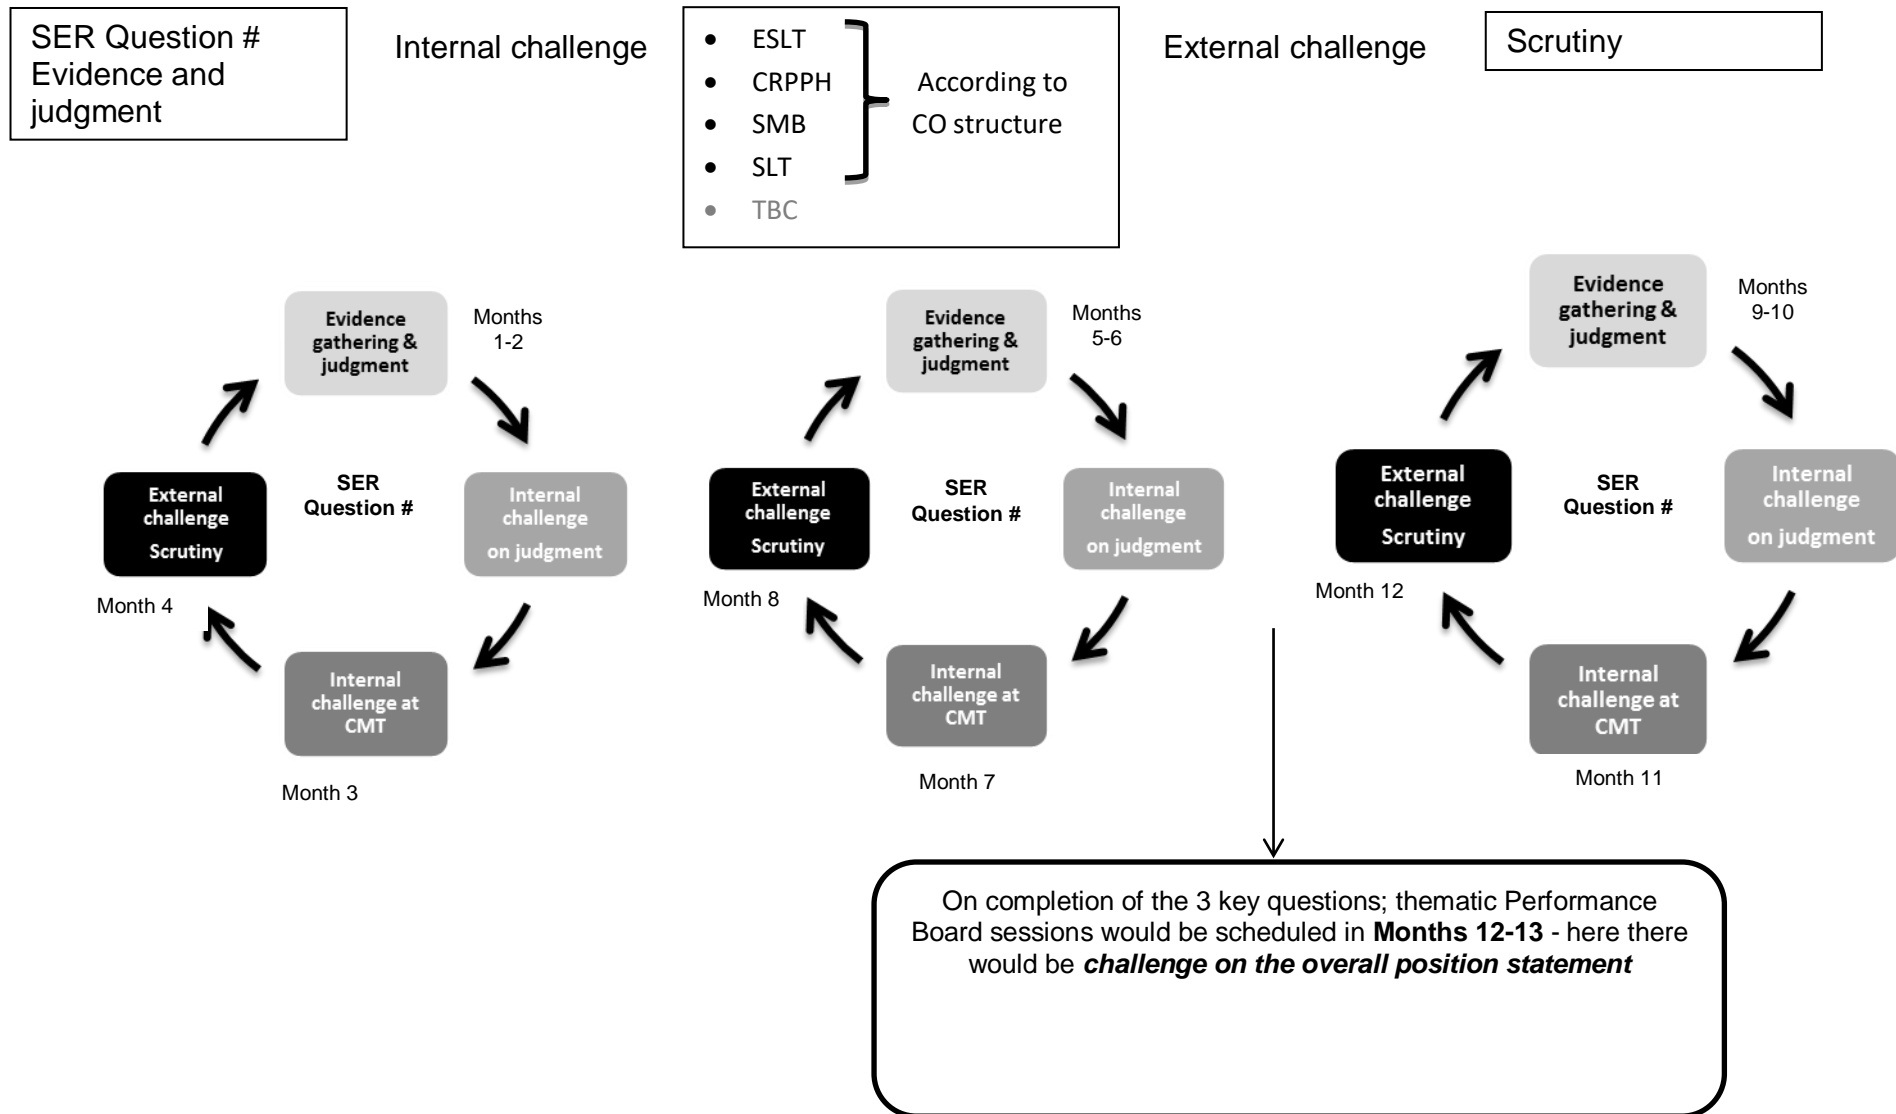 SER Question #
Evidence and
judgment
Internal challenge
• ESLT
• CRPPH
• SMB
• SLT
• TBC
According to
CO structure
External challenge
Scrutiny
Evidence
gathering &
judgment
Months
1-2
External
challenge
Scrutiny
SER
Question #
Internal
challenge
on judgment
Month 4
Internal
challenge at
CMT
Month 3
Evidence
gathering &
judgment
Months
5-6
External
challenge
Scrutiny
SER
Question #
Internal
challenge
on judgment
Month 8
Internal
challenge at
CMT
Month 7
Evidence
gathering &
judgment
Months
9-10
External
challenge
Scrutiny
SER
Question #
Internal
challenge
on judgment
Month 12
Internal
challenge at
CMT
Month 11
On completion of the 3 key questions; thematic Performance
Board sessions would be scheduled in Months 12-13 - here there
would be challenge on the overall position statement